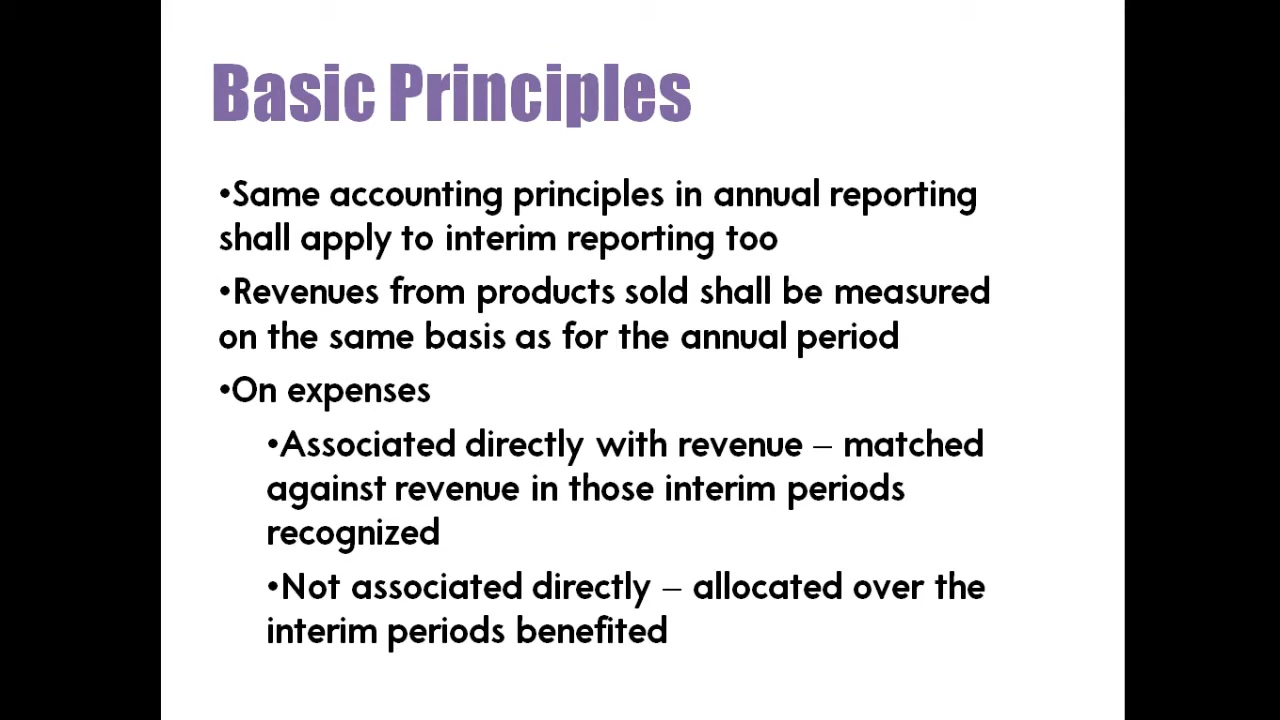 Basic Principles
•Same accounting principles in annual reporting
shall apply to interim reporting too
•Revenues from products sold shall be measured
on the same basis as for the annual period
•On expenses
•Associated directly with revenue – matched
against revenue in those interim periods
recognized
•Not associated directly – allocated over the
interim periods benefited